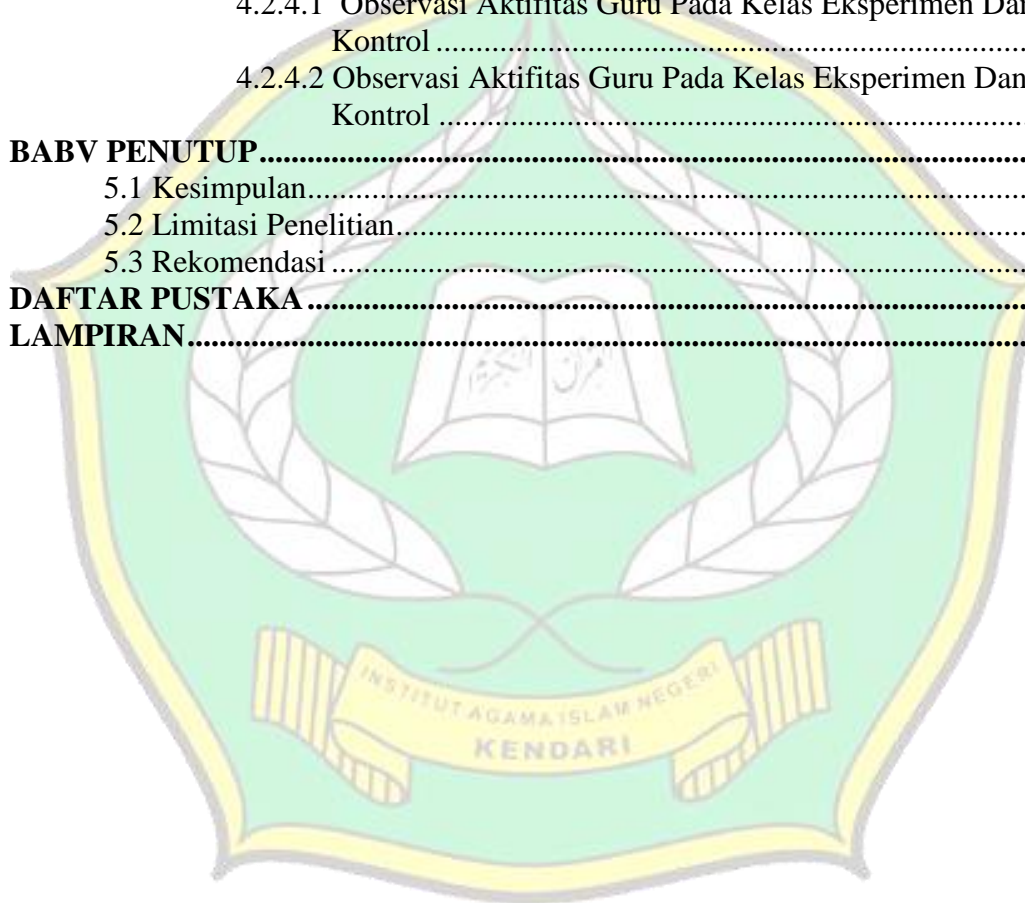 4.2.4.1 Observasi Aktifitas Guru Pada Kelas Eksperimen Dan
Kontrol ........................................................................
4.2.4.2 Observasi Aktifitas Guru Pada Kelas Eksperimen Dan
Kontrol ........................................................................
BABV PENUTUP................................................................................
5.1 Kesimpulan................................................................................
5.2 Limitasi Penelitian......................................................................
5.3 Rekomendasi .............................................................................
DAFTAR PUSTAKA ..........................................................................
LAMPIRAN.........................................................................................
INSTITUT AGAMA ISLAM NEGERI
KENDARI